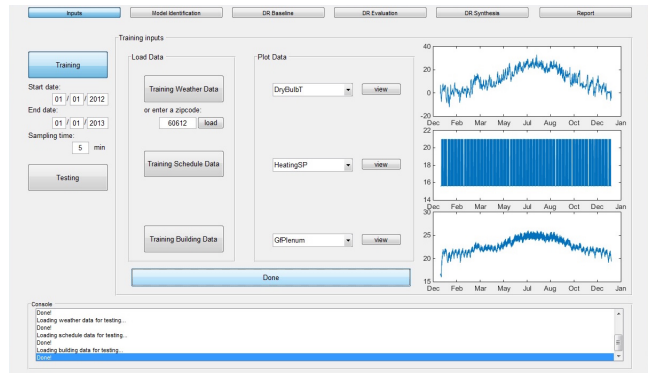 Inputs
Model Identification
DR Baseline
DR Evaluation
DR Synthesis
Report
Training inputs
Training
Start date:
01 / 01 / 2012
End date:
01 / 01 / 2013
Sampling time:
5 min
Testing
Load Data
Training Weather Data
or enter a zipcode:
60612 load
Training Schedule Data
Training Building Data
Plot Data
DryBulbT view
HeatingSP view
GfPlenum view
Done
40
20
0
-20
Dec Feb Mar May Jul Aug Oct Dec Jan
22
20
18
16
14
Dec Feb Mar May Jul Aug Oct Dec Jan
30
25
20
15
Dec Feb Mar May Jul Aug Oct Dec Jan
Console
Done!
Loading weather data for testing...
Done!
Loading schedule data for testing...
Done!
Loading building data for testing...
Done!